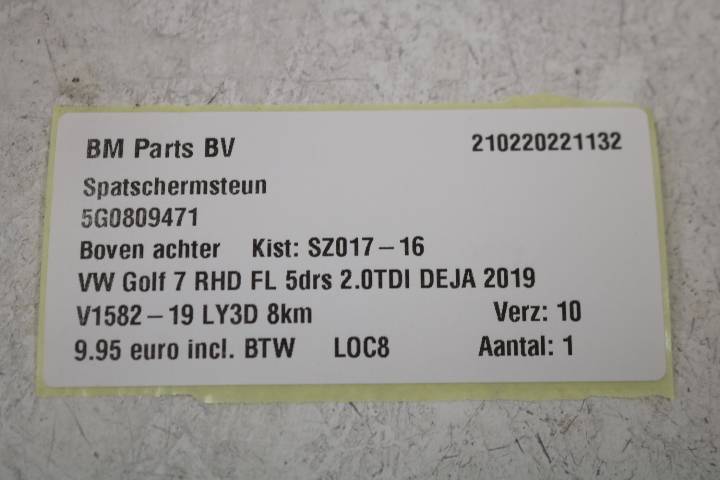 BM Parts BV 210220221132
Spatschermsteun
5G0809471
Boven achter Kist: SZ017-16
VW Golf 7 RHD FL 5drs 2.0TDI DEJA 2019
V1582-19 LY3D 8km Verz: 10
9.95 euro incl. BTW LOC8 Aantal: 1